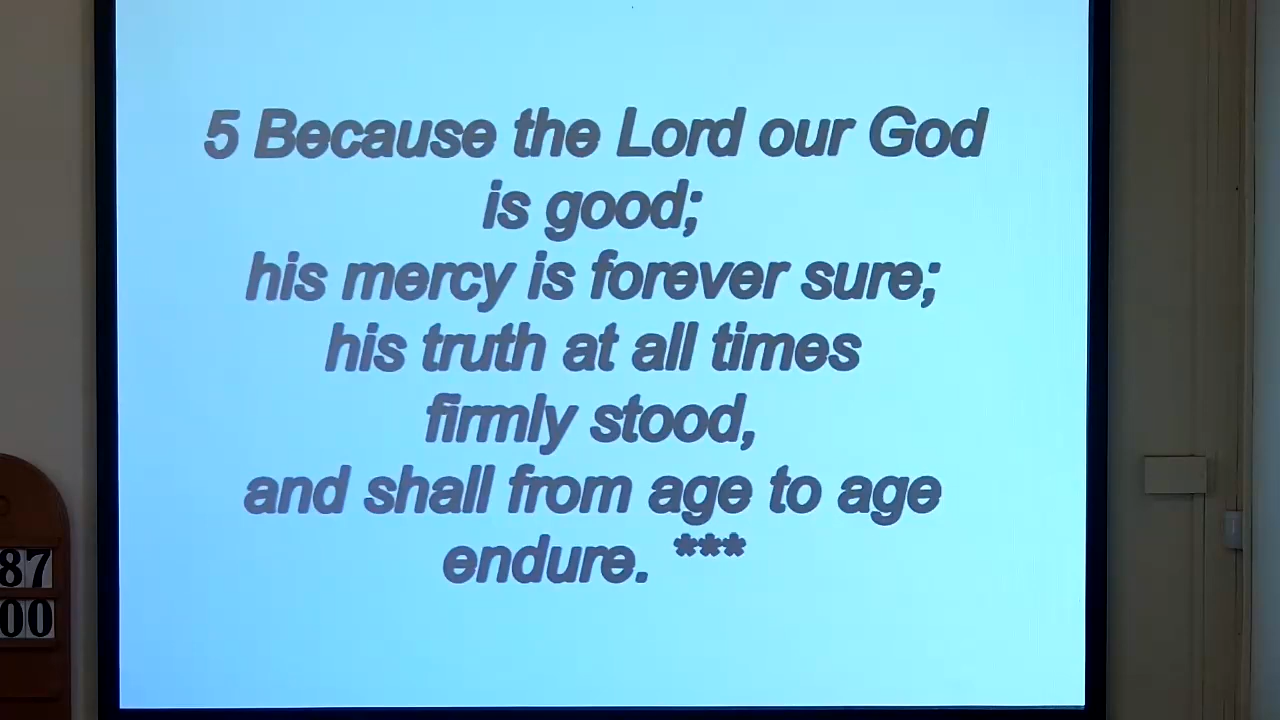 5 Because the Lord our God
is good;
his mercy is forever sure;
his truth at all times
firmly stood,
and shall from age to age
endure. ***
87
00